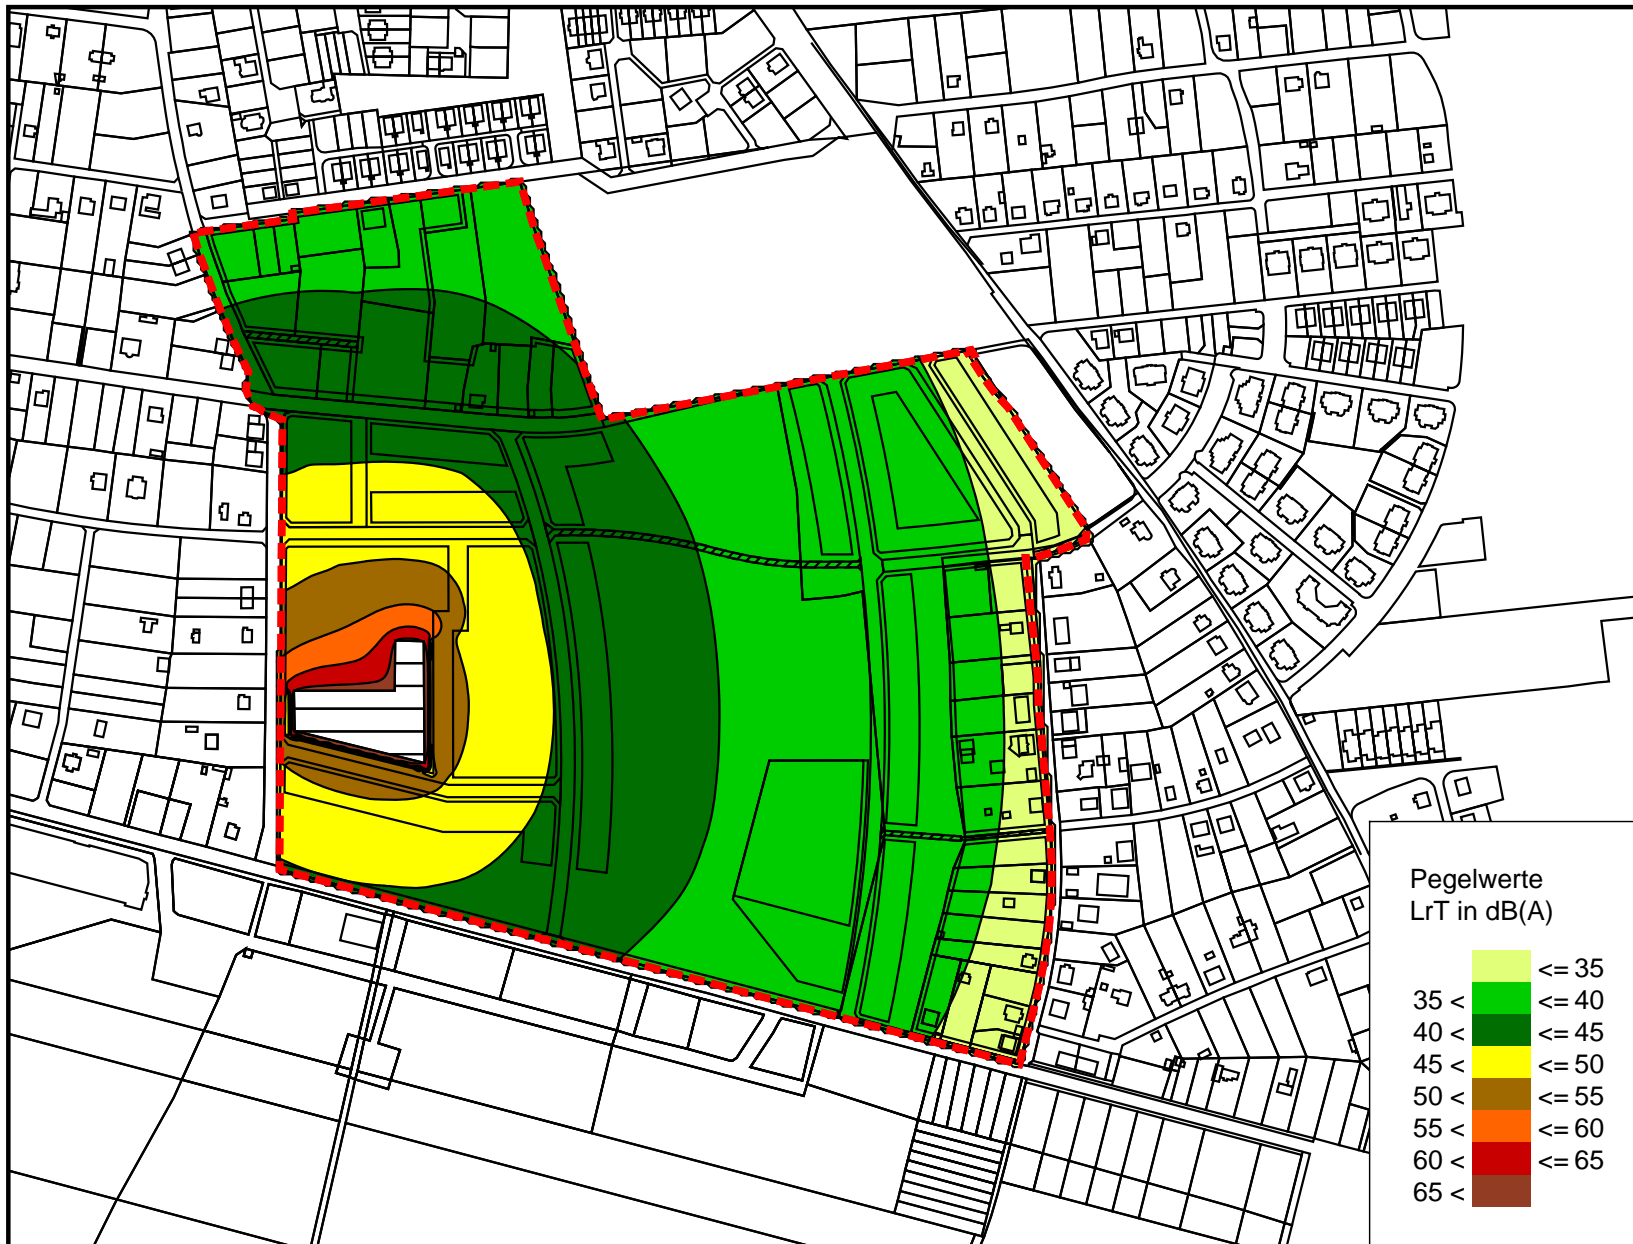 Pegelwerte
LrT in dB(A)
<= 35
35 < <= 40
40 < <= 45
45 < <= 50
50 < <= 55
55 < <= 60
60 < <= 65
65 <